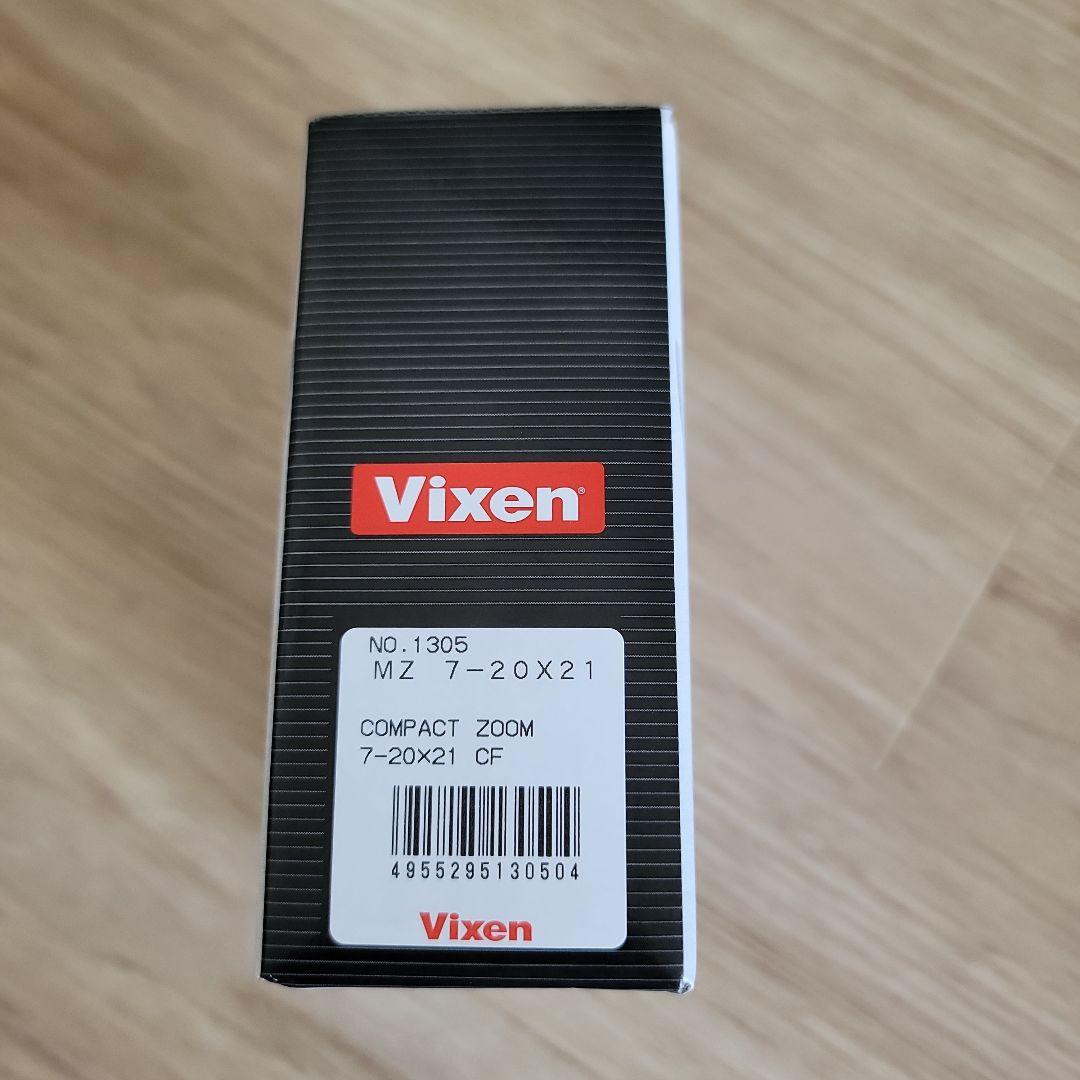 Vixen®
NO.1305
MZ 7-20X21
COMPACT ZOOM
7-20×21 CF
4955295130504
Vixen